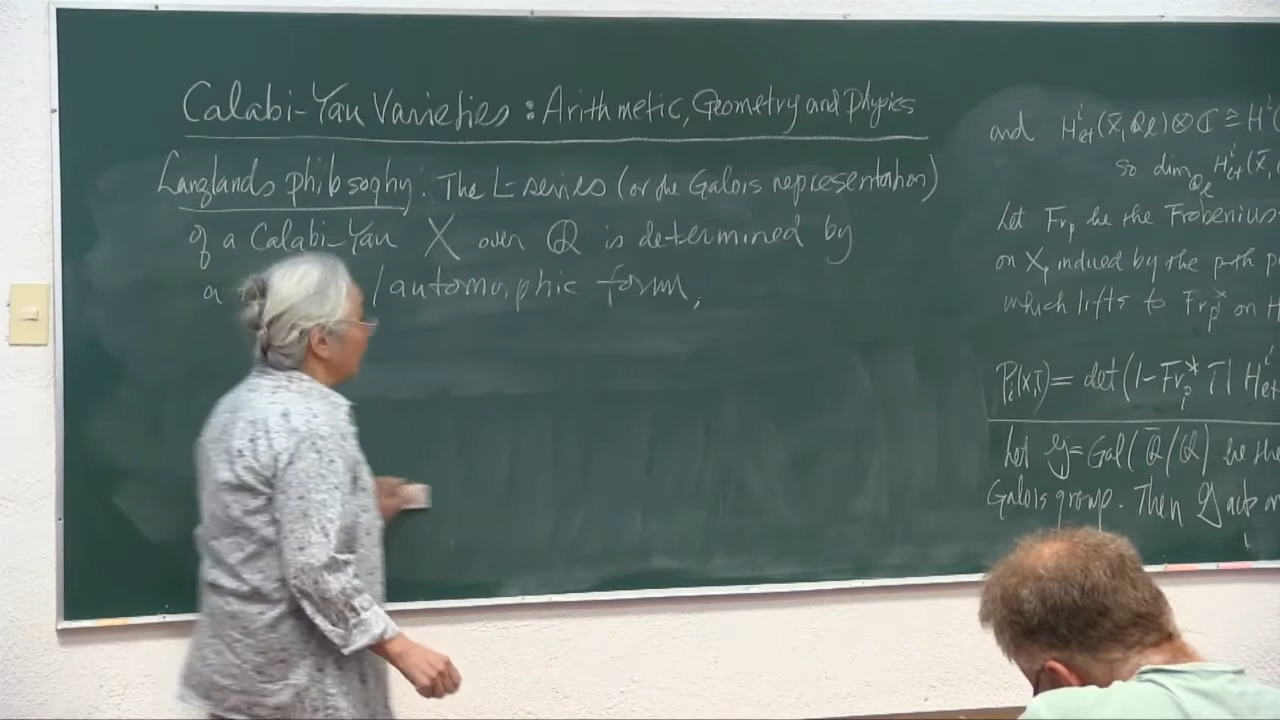 Calabi-Yau Varieties : Arithmetic, Geometry and Physics
Langlands philosophy. The L-series (or the Galois representation)
of a Calabi-Yau X over Q is determined by
a /automorphic form,
and H^i_et(X̄, Qℓ)⊗C ≅ H^i(
so dim_Qℓ H^i_et(X̄,
Let Fr_p be the Frobenius
on X_p induced by the p-th p
which lifts to Fr_p^* on H
P_i(X,T) = det(1-Fr_p^* T | H^i_et
Let G = Gal(Q̄/Q) be the
Galois group. Then G acts on